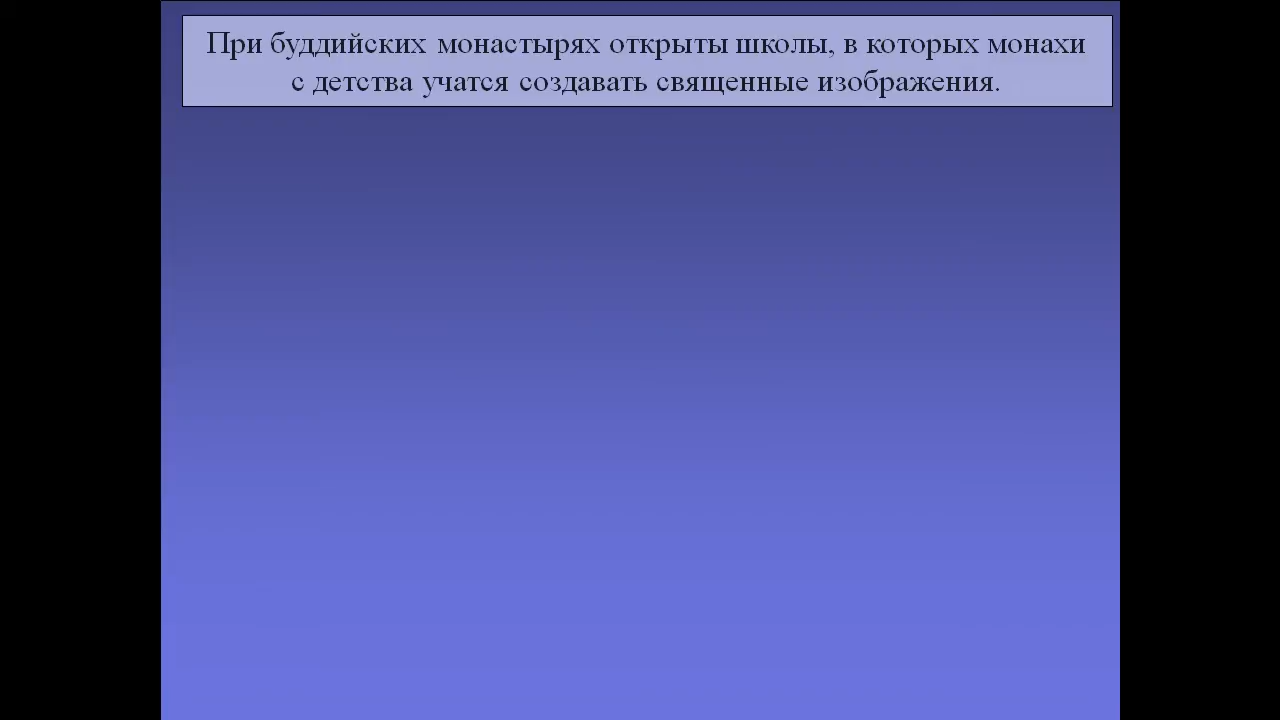 При буддийских монастырях открыты школы, в которых монахи
с детства учатся создавать священные изображения.